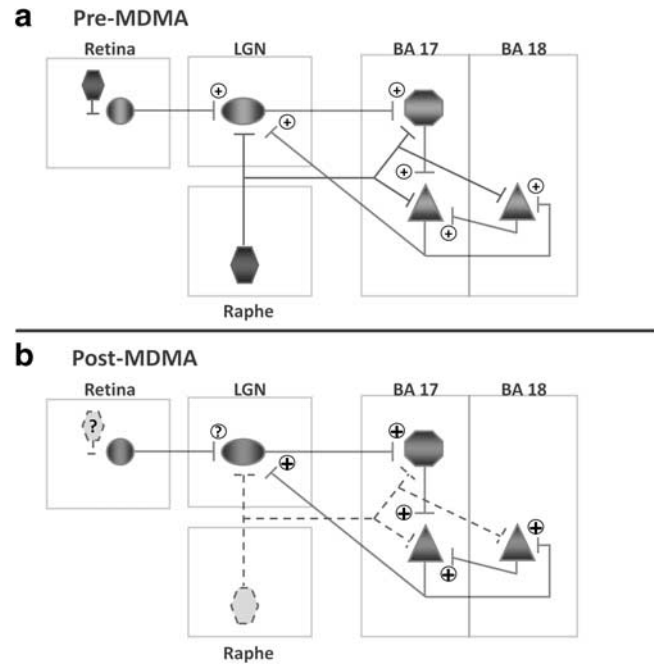 a Pre-MDMA
Retina LGN BA 17 BA 18
+ + +
+ +
+
Raphe
b Post-MDMA
Retina LGN BA 17 BA 18
? ? + +
+ +
+
Raphe